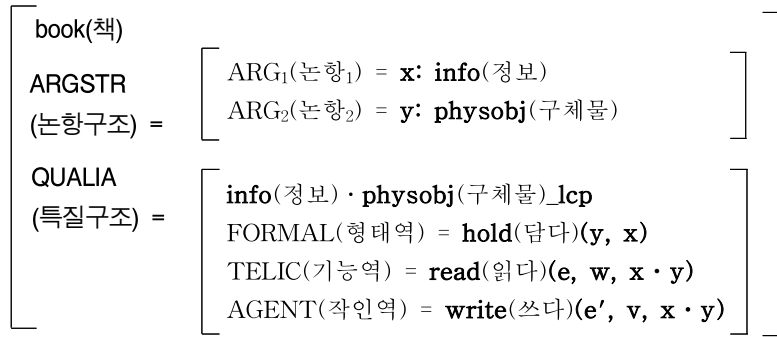 book(책)
ARGSTR
(논항구조) =
ARG₁(논항₁) = x: info(정보)
ARG₂(논항₂) = y: physobj(구체물)
QUALIA
(특질구조) =
info(정보)·physobj(구체물)_lcp
FORMAL(형태역) = hold(담다)(y, x)
TELIC(기능역) = read(읽다)(e, w, x·y)
AGENT(작인역) = write(쓰다)(e′, v, x·y)